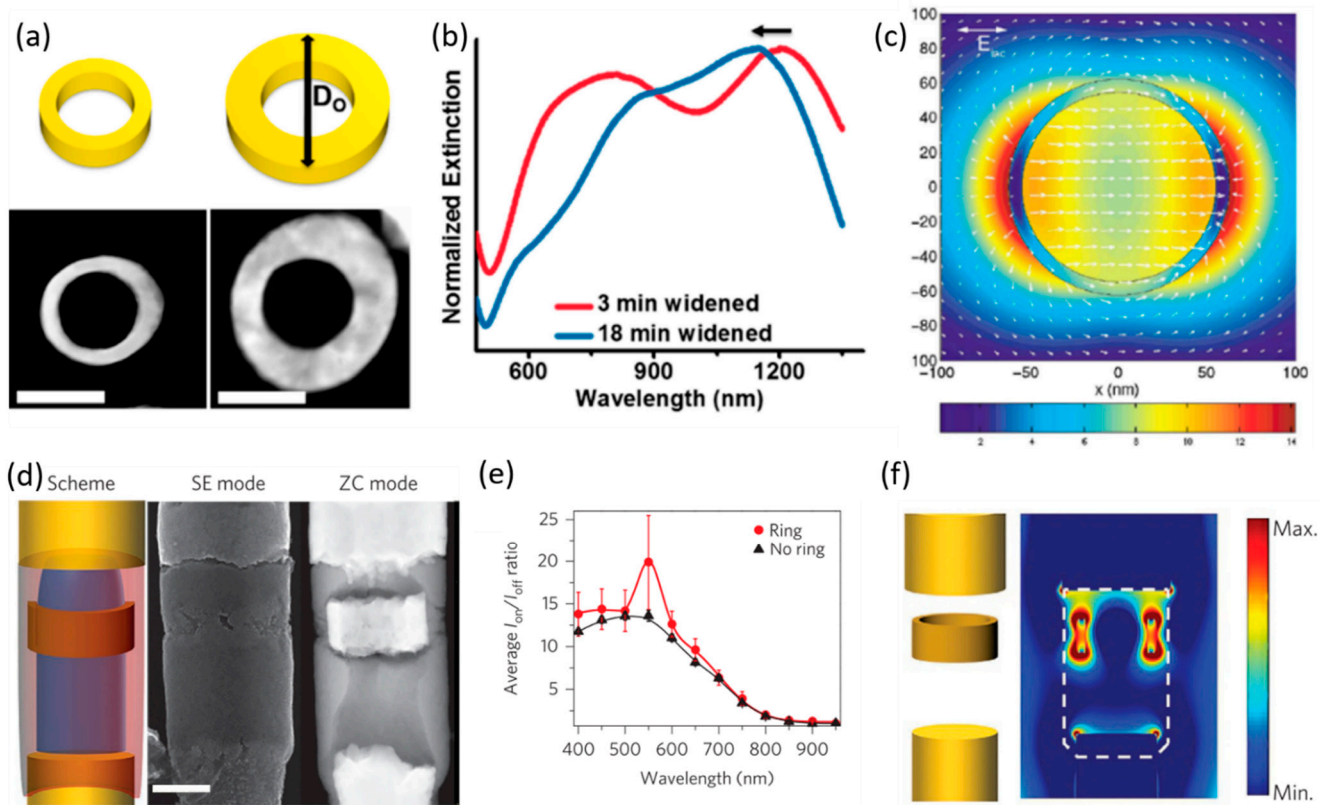 (a)
D_O
(b)
Normalized Extinction
3 min widened
18 min widened
600 900 1200
Wavelength (nm)
(c)
100
80
60
40
20
0
-20
-40
-60
-80
100
-100 -50 0 50 100
x (nm)
2 4 6 8 10 12 14
(d)
Scheme SE mode ZC mode
(e)
Average I_on/I_off ratio
25
20
15
10
5
Ring
No ring
400 500 600 700 800 900
Wavelength (nm)
(f)
Max.
Min.